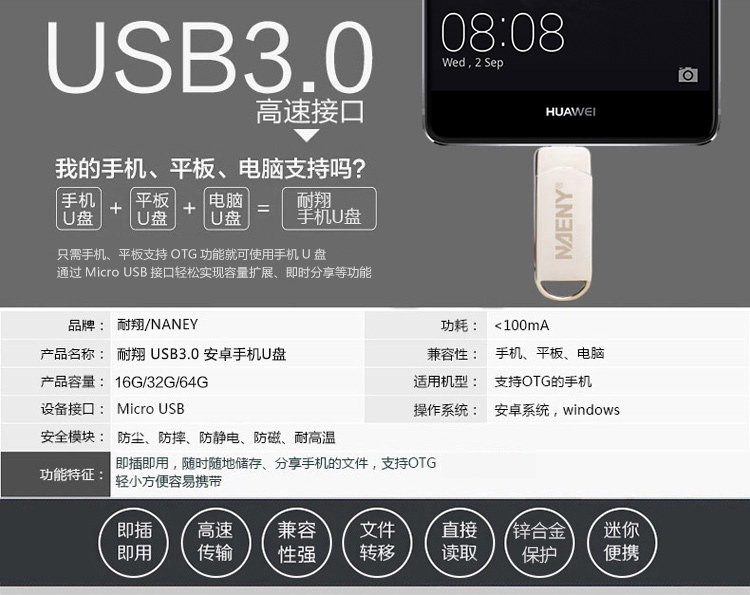 USB3.0
高速接口
08:08
Wed , 2 Sep
HUAWEI
我的手机、平板、电脑支持吗?
手机
U盘
+
平板
U盘
+
电脑
U盘
=
耐翔
手机U盘
NAENY®
只需手机、平板支持 OTG 功能就可使用手机 U 盘
通过 Micro USB 接口轻松实现容量扩展、即时分享等功能
品牌： 耐翔/NANEY
功耗： <100mA
产品名称： 耐翔 USB3.0 安卓手机U盘
兼容性： 手机、平板、电脑
产品容量： 16G/32G/64G
适用机型： 支持OTG的手机
设备接口： Micro USB
操作系统： 安卓系统，windows
安全模块： 防尘、防摔、防静电、防磁、耐高温
功能特征： 即插即用，随时随地储存、分享手机的文件，支持OTG
轻小方便容易携带
即插
即用
高速
传输
兼容
性强
文件
转移
直接
读取
锌合金
保护
迷你
便携